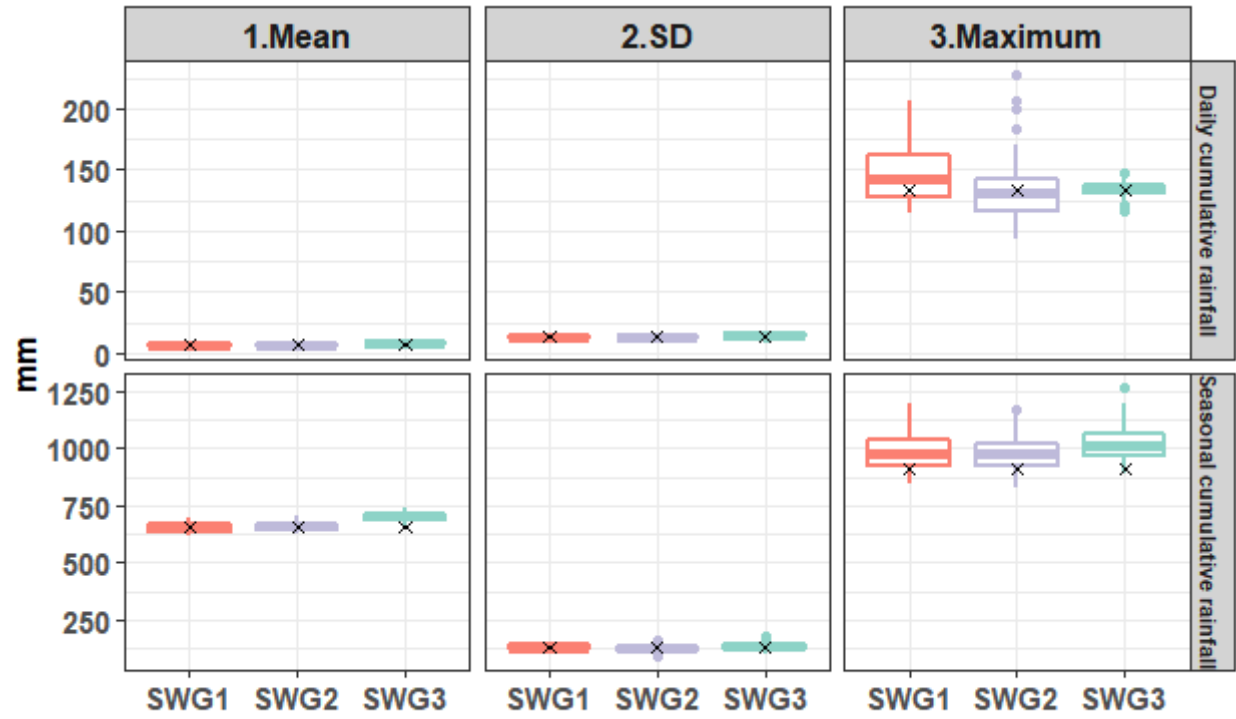 1.Mean
2.SD
3.Maximum
mm
200
150
100
50
0
Daily cumulative rainfall
1250
1000
750
500
250
Seasonal cumulative rainfall
SWG1 SWG2 SWG3
SWG1 SWG2 SWG3
SWG1 SWG2 SWG3